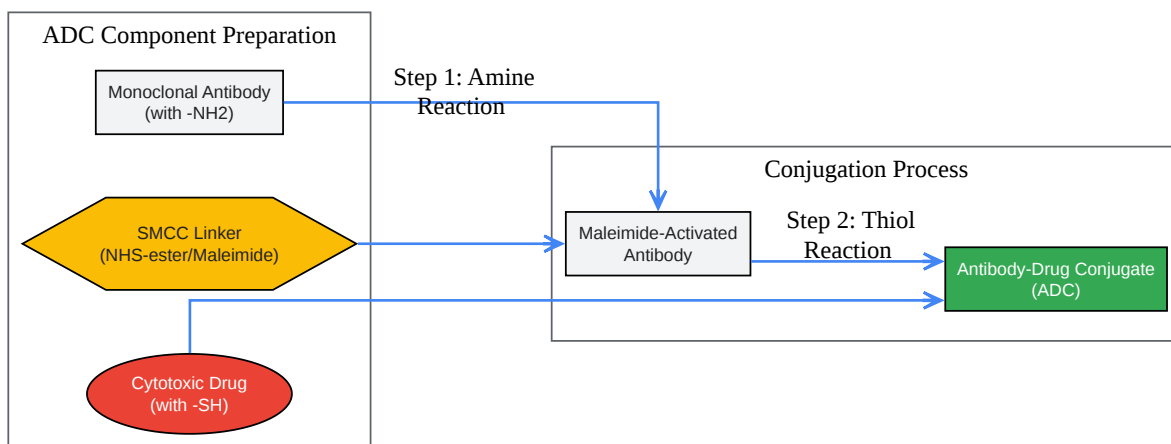 ADC Component Preparation
Monoclonal Antibody
(with -NH2)
Step 1: Amine
Reaction
SMCC Linker
(NHS-ester/Maleimide)
Cytotoxic Drug
(with -SH)
Conjugation Process
Maleimide-Activated
Antibody
Step 2: Thiol
Reaction
Antibody-Drug Conjugate
(ADC)